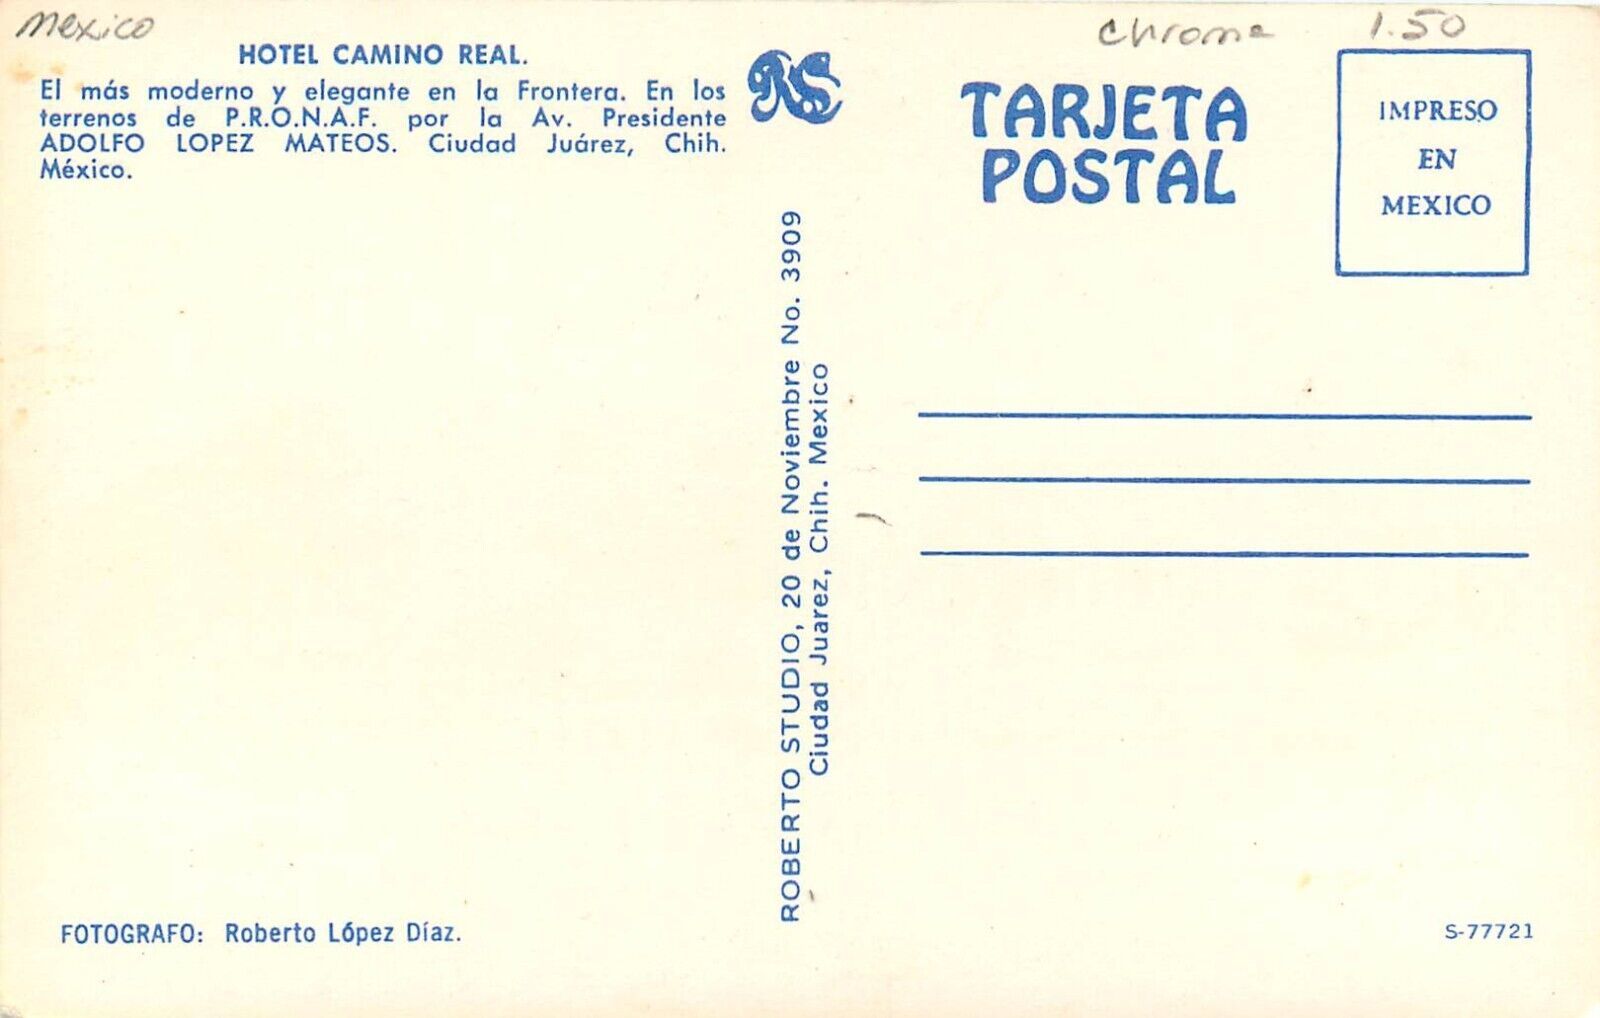 Mexico
HOTEL CAMINO REAL.
El más moderno y elegante en la Frontera. En los
terrenos de P.R.O.N.A.F. por la Av. Presidente
ADOLFO LOPEZ MATEOS. Ciudad Juárez, Chih.
México.
FOTOGRAFO: Roberto López Díaz.
RS
ROBERTO STUDIO, 20 de Noviembre No. 3909
Ciudad Juarez, Chih. Mexico
chrome 1.50
TARJETA
POSTAL
IMPRESO
EN
MEXICO
S-77721